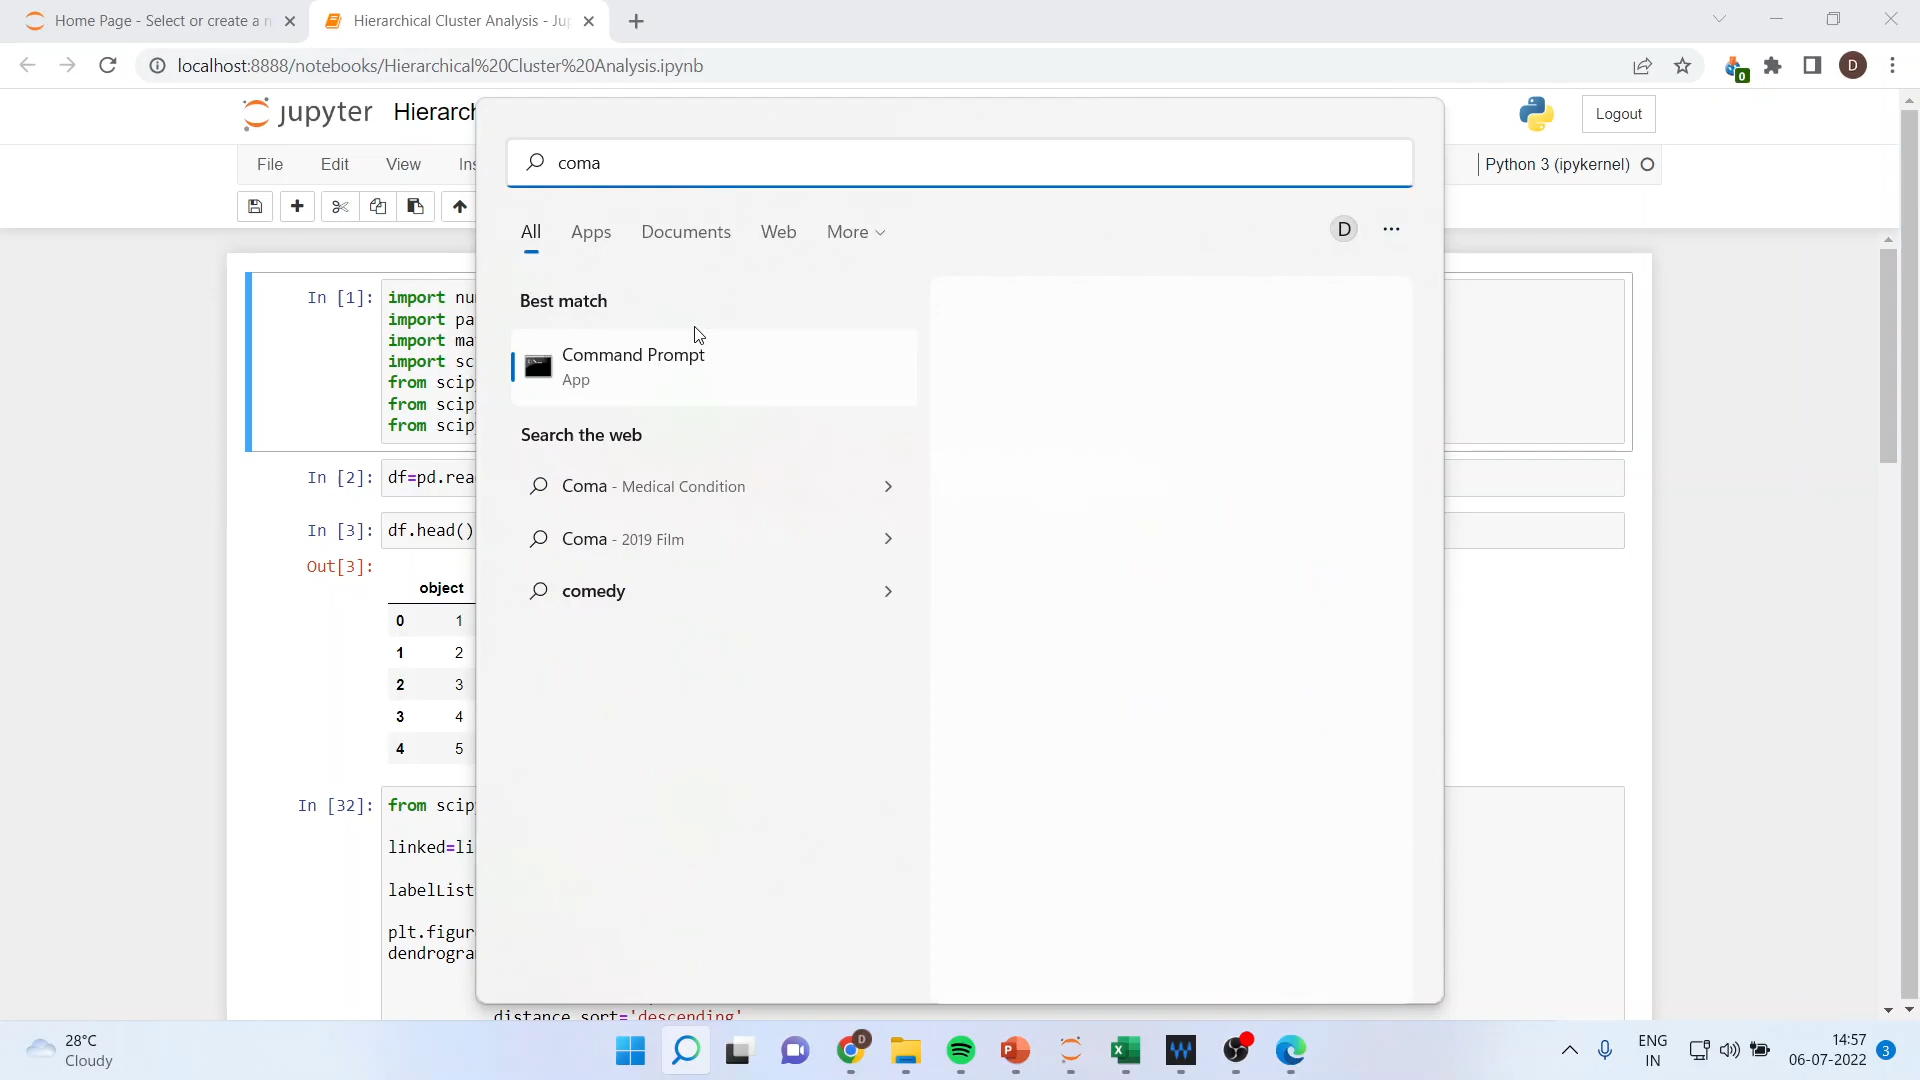 Home Page - Select or create a n
Hierarchical Cluster Analysis - Ju
localhost:8888/notebooks/Hierarchical%20Cluster%20Analysis.ipynb
0
D
jupyter
Hierarch
Logout
File
Edit
View
Ins
Python 3 (ipykernel)
coma
All
Apps
Documents
Web
More
D
Best match
Command Prompt
App
Search the web
Coma - Medical Condition
Coma - 2019 Film
comedy
In [1]:
import nu
import pa
import ma
import sc
from scip
from scip
from scip
In [2]:
df=pd.rea
In [3]:
df.head()
Out[3]:
object
0 1
1 2
2 3
3 4
4 5
In [32]:
from scip
linked=li
labelList
plt.figur
dendrogra
distance_sort='descending'
28°C
Cloudy
D
ENG
IN
14:57
06-07-2022
3